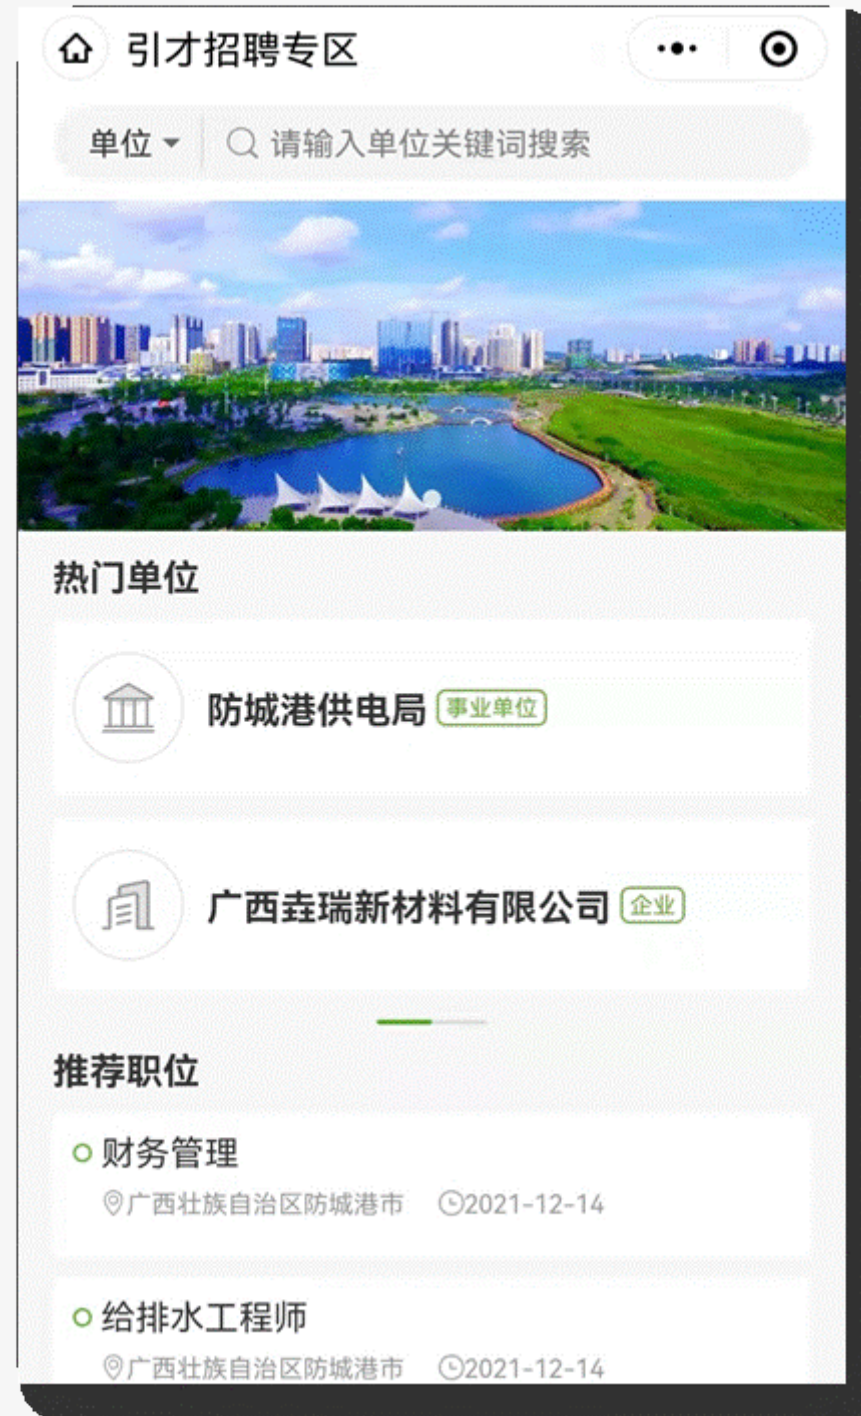 引才招聘专区
单位 请输入单位关键词搜索
热门单位
防城港供电局 事业单位
广西垚瑞新材料有限公司 企业
推荐职位
财务管理
广西壮族自治区防城港市 2021-12-14
给排水工程师
广西壮族自治区防城港市 2021-12-14